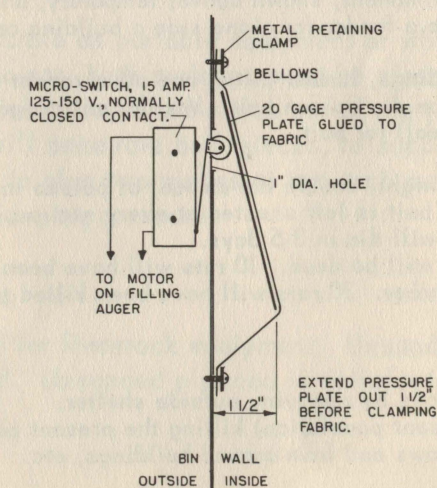 METAL RETAINING
CLAMP
BELLOWS
MICRO-SWITCH, 15 AMP.
125-150 V., NORMALLY
CLOSED CONTACT.
20 GAGE PRESSURE
PLATE GLUED TO
FABRIC
1" DIA. HOLE
TO MOTOR
ON FILLING
AUGER
1 1/2"
EXTEND PRESSURE
PLATE OUT 1 1/2"
BEFORE CLAMPING
FABRIC.
BIN WALL
OUTSIDE INSIDE